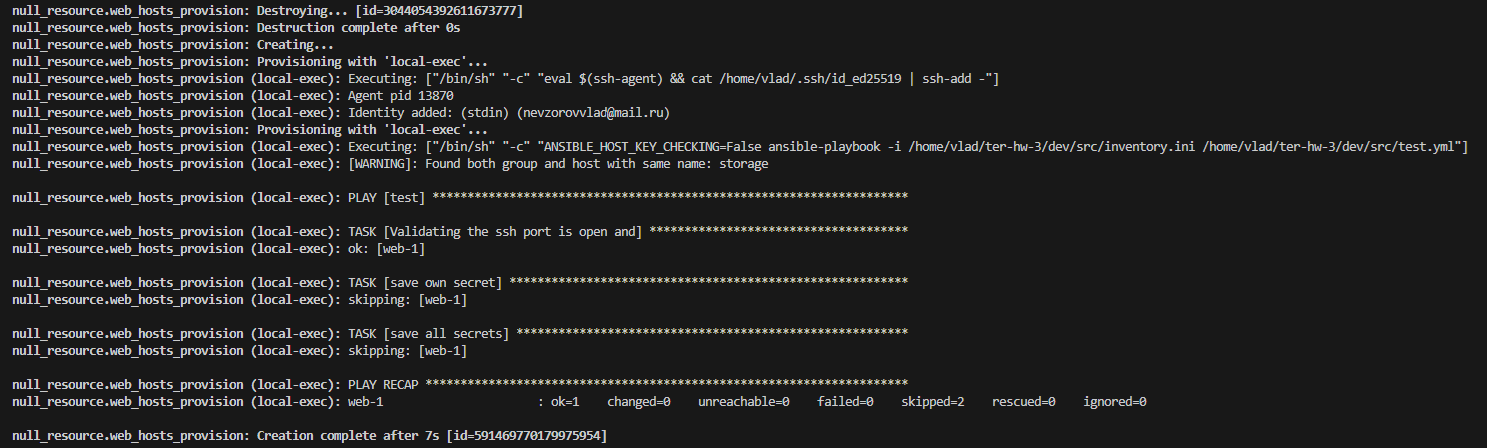 null_resource.web_hosts_provision: Destroying... [id=3044054392611673777]
null_resource.web_hosts_provision: Destruction complete after 0s
null_resource.web_hosts_provision: Creating...
null_resource.web_hosts_provision: Provisioning with 'local-exec'...
null_resource.web_hosts_provision (local-exec): Executing: ["/bin/sh" "-c" "eval $(ssh-agent) && cat /home/vlad/.ssh/id_ed25519 | ssh-add -"]
null_resource.web_hosts_provision (local-exec): Agent pid 13870
null_resource.web_hosts_provision (local-exec): Identity added: (stdin) (nevzorovvlad@mail.ru)
null_resource.web_hosts_provision: Provisioning with 'local-exec'...
null_resource.web_hosts_provision (local-exec): Executing: ["/bin/sh" "-c" "ANSIBLE_HOST_KEY_CHECKING=False ansible-playbook -i /home/vlad/ter-hw-3/dev/src/inventory.ini /home/vlad/ter-hw-3/dev/src/test.yml"]
null_resource.web_hosts_provision (local-exec): [WARNING]: Found both group and host with same name: storage
null_resource.web_hosts_provision (local-exec): PLAY [test] *********************************************************************
null_resource.web_hosts_provision (local-exec): TASK [Validating the ssh port is open and] *************************************
null_resource.web_hosts_provision (local-exec): ok: [web-1]
null_resource.web_hosts_provision (local-exec): TASK [save own secret] *********************************************************
null_resource.web_hosts_provision (local-exec): skipping: [web-1]
null_resource.web_hosts_provision (local-exec): TASK [save all secrets] ********************************************************
null_resource.web_hosts_provision (local-exec): skipping: [web-1]
null_resource.web_hosts_provision (local-exec): PLAY RECAP *********************************************************************
null_resource.web_hosts_provision (local-exec): web-1                      : ok=1    changed=0    unreachable=0    failed=0    skipped=2    rescued=0    ignored=0
null_resource.web_hosts_provision: Creation complete after 7s [id=591469770179975954]